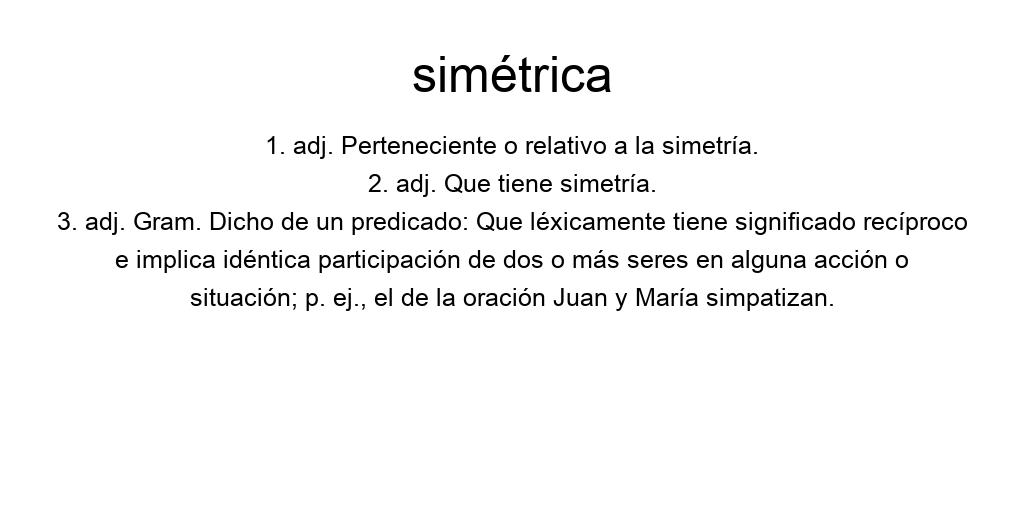 simétrica
1. adj. Perteneciente o relativo a la simetría.
2. adj. Que tiene simetría.
3. adj. Gram. Dicho de un predicado: Que léxicamente tiene significado recíproco
e implica idéntica participación de dos o más seres en alguna acción o
situación; p. ej., el de la oración Juan y María simpatizan.